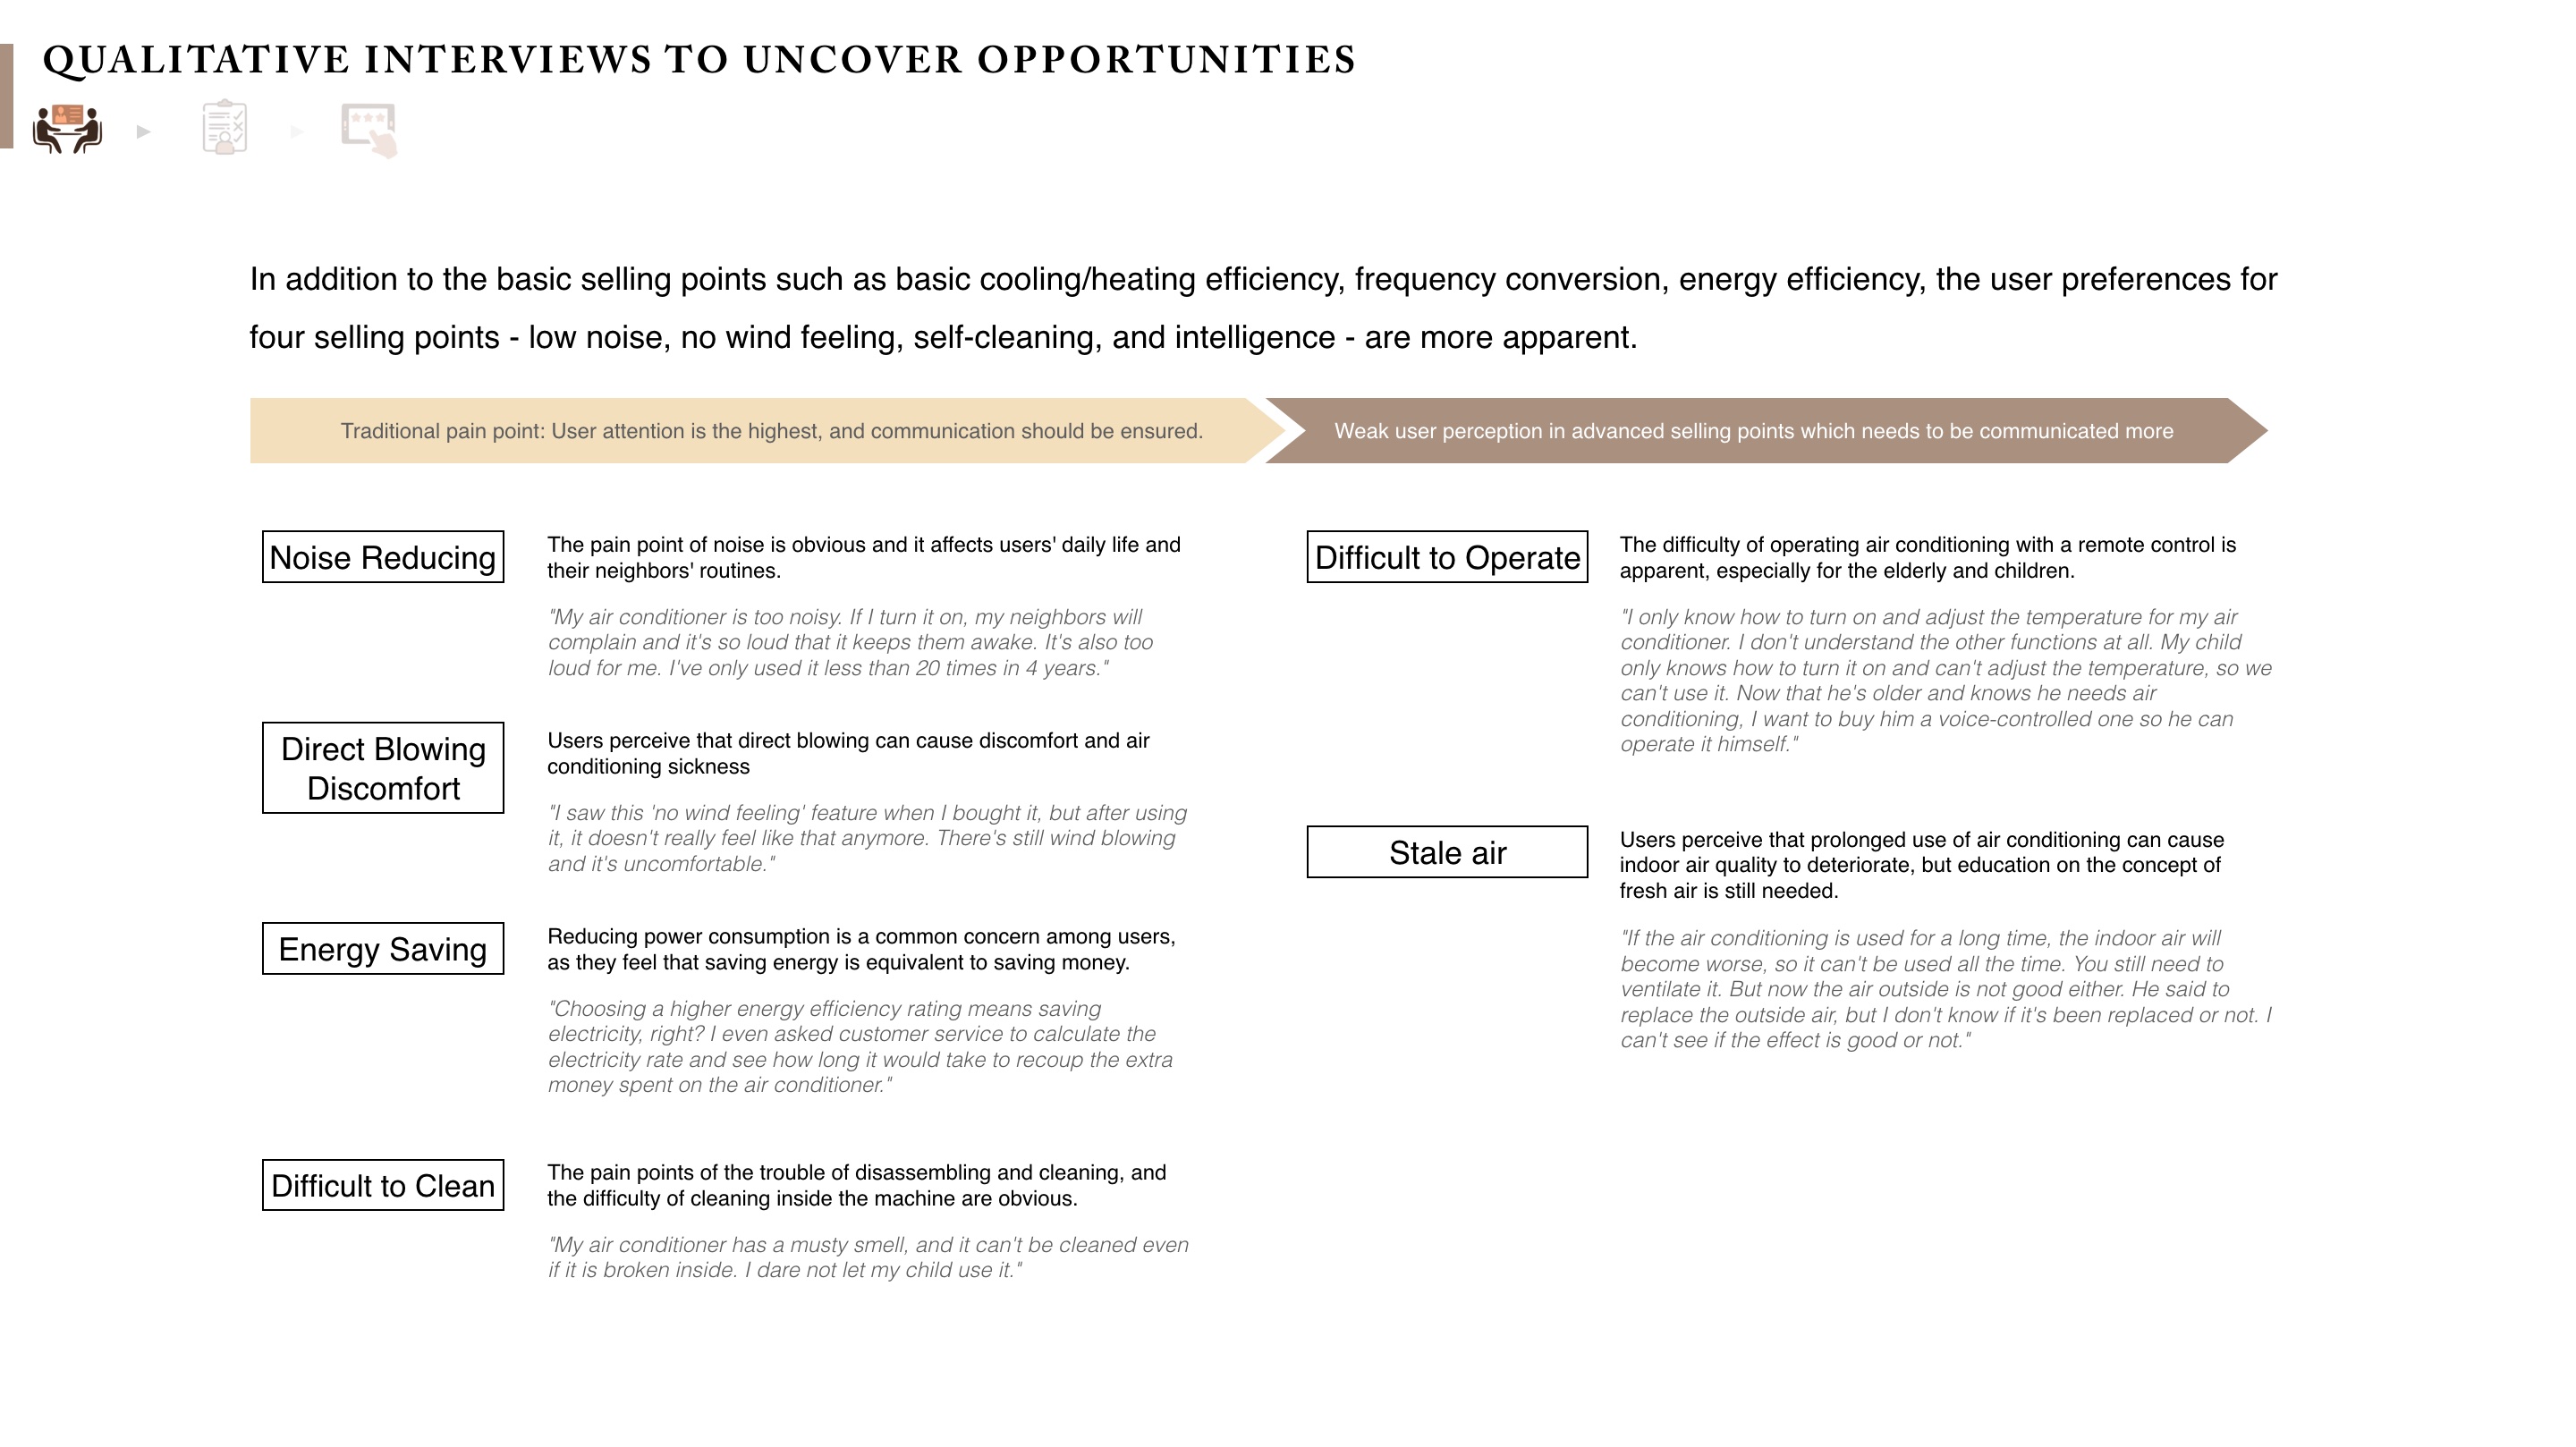 QUALITATIVE INTERVIEWS TO UNCOVER OPPORTUNITIES
In addition to the basic selling points such as basic cooling/heating efficiency, frequency conversion, energy efficiency, the user preferences for
four selling points - low noise, no wind feeling, self-cleaning, and intelligence - are more apparent.
Traditional pain point: User attention is the highest, and communication should be ensured.
Weak user perception in advanced selling points which needs to be communicated more
Noise Reducing
The pain point of noise is obvious and it affects users' daily life and
their neighbors' routines.
"My air conditioner is too noisy. If I turn it on, my neighbors will
complain and it's so loud that it keeps them awake. It's also too
loud for me. I've only used it less than 20 times in 4 years."
Direct Blowing
Discomfort
Users perceive that direct blowing can cause discomfort and air
conditioning sickness
"I saw this 'no wind feeling' feature when I bought it, but after using
it, it doesn't really feel like that anymore. There's still wind blowing
and it's uncomfortable."
Energy Saving
Reducing power consumption is a common concern among users,
as they feel that saving energy is equivalent to saving money.
"Choosing a higher energy efficiency rating means saving
electricity, right? I even asked customer service to calculate the
electricity rate and see how long it would take to recoup the extra
money spent on the air conditioner."
Difficult to Clean
The pain points of the trouble of disassembling and cleaning, and
the difficulty of cleaning inside the machine are obvious.
"My air conditioner has a musty smell, and it can't be cleaned even
if it is broken inside. I dare not let my child use it."
Difficult to Operate
The difficulty of operating air conditioning with a remote control is
apparent, especially for the elderly and children.
"I only know how to turn on and adjust the temperature for my air
conditioner. I don't understand the other functions at all. My child
only knows how to turn it on and can't adjust the temperature, so we
can't use it. Now that he's older and knows he needs air
conditioning, I want to buy him a voice-controlled one so he can
operate it himself."
Stale air
Users perceive that prolonged use of air conditioning can cause
indoor air quality to deteriorate, but education on the concept of
fresh air is still needed.
"If the air conditioning is used for a long time, the indoor air will
become worse, so it can't be used all the time. You still need to
ventilate it. But now the air outside is not good either. He said to
replace the outside air, but I don't know if it's been replaced or not. I
can't see if the effect is good or not."